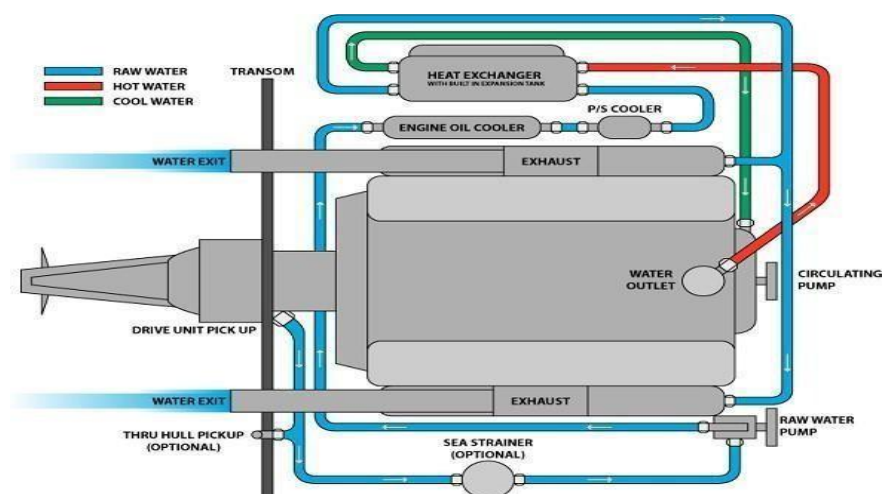 RAW WATER
HOT WATER
COOL WATER
TRANSOM
HEAT EXCHANGER
WITH BUILT IN EXPANSION TANK
P/S COOLER
ENGINE OIL COOLER
WATER EXIT
EXHAUST
WATER
OUTLET
CIRCULATING
PUMP
DRIVE UNIT PICK UP
WATER EXIT
EXHAUST
THRU HULL PICKUP
(OPTIONAL)
SEA STRAINER
(OPTIONAL)
RAW WATER
PUMP